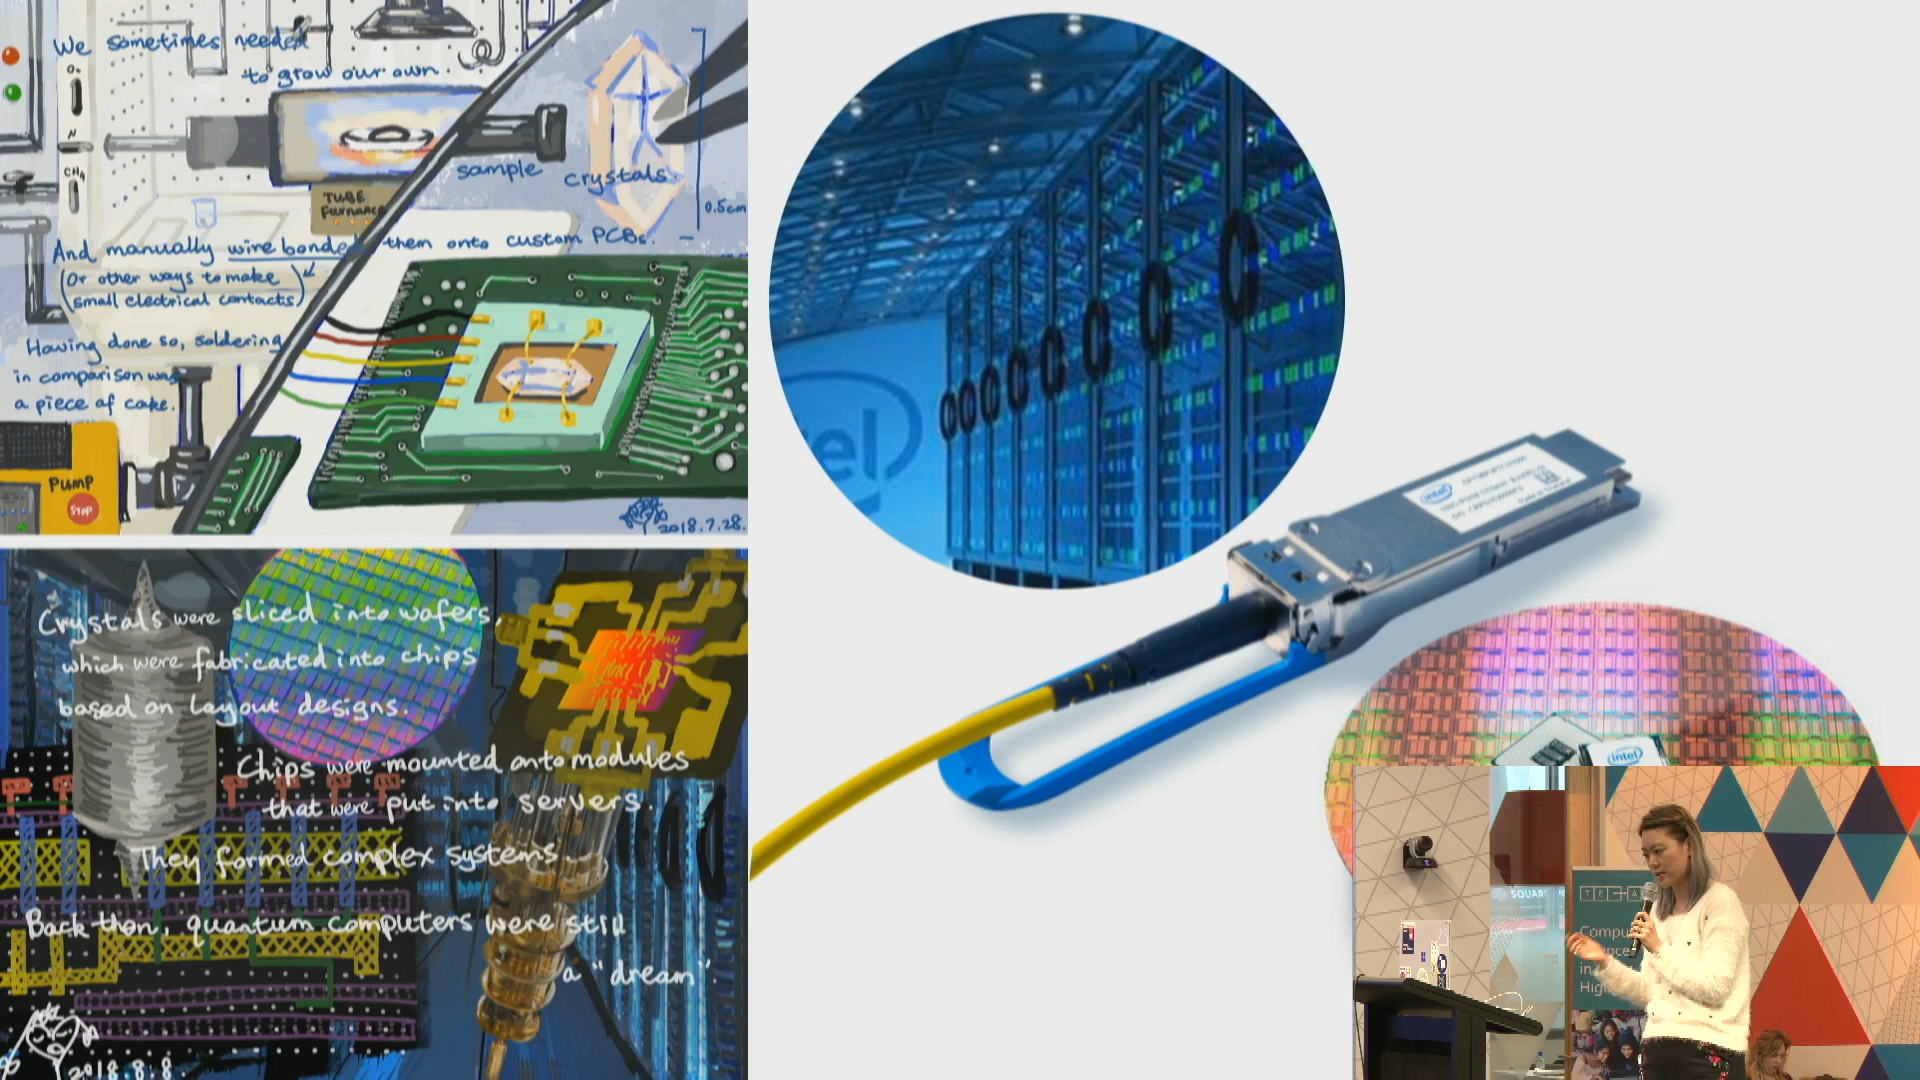 We sometimes needed
to grow our own
sample crystals.
0.5cm
TUBE
Furnace
And manually wire bonded them onto custom PCBs.
(Or other ways to make
small electrical contacts)
Having done so, soldering
in comparison was
a piece of cake.
PUMP
STOP
2018.7.28.
Crystals were sliced into wafers,
which were fabricated into chips
based on layout designs.
Chips were mounted onto modules
that were put into servers.
They formed complex systems.
Back then, quantum computers were still
a "dream".
2018.8.8.
intel
intel
SQUAR